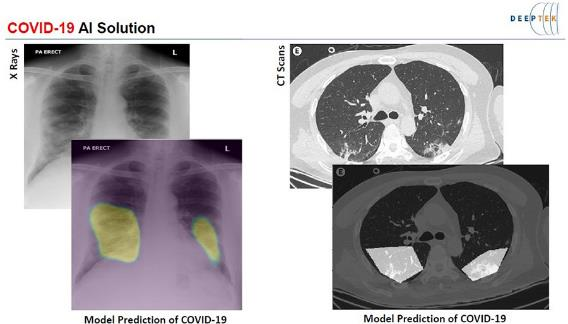 DEEPTEK
COVID-19 AI Solution
X Rays
PA ERECT
L
PA ERECT
L
Model Prediction of COVID-19
CT Scans
E
E
Model Prediction of COVID-19